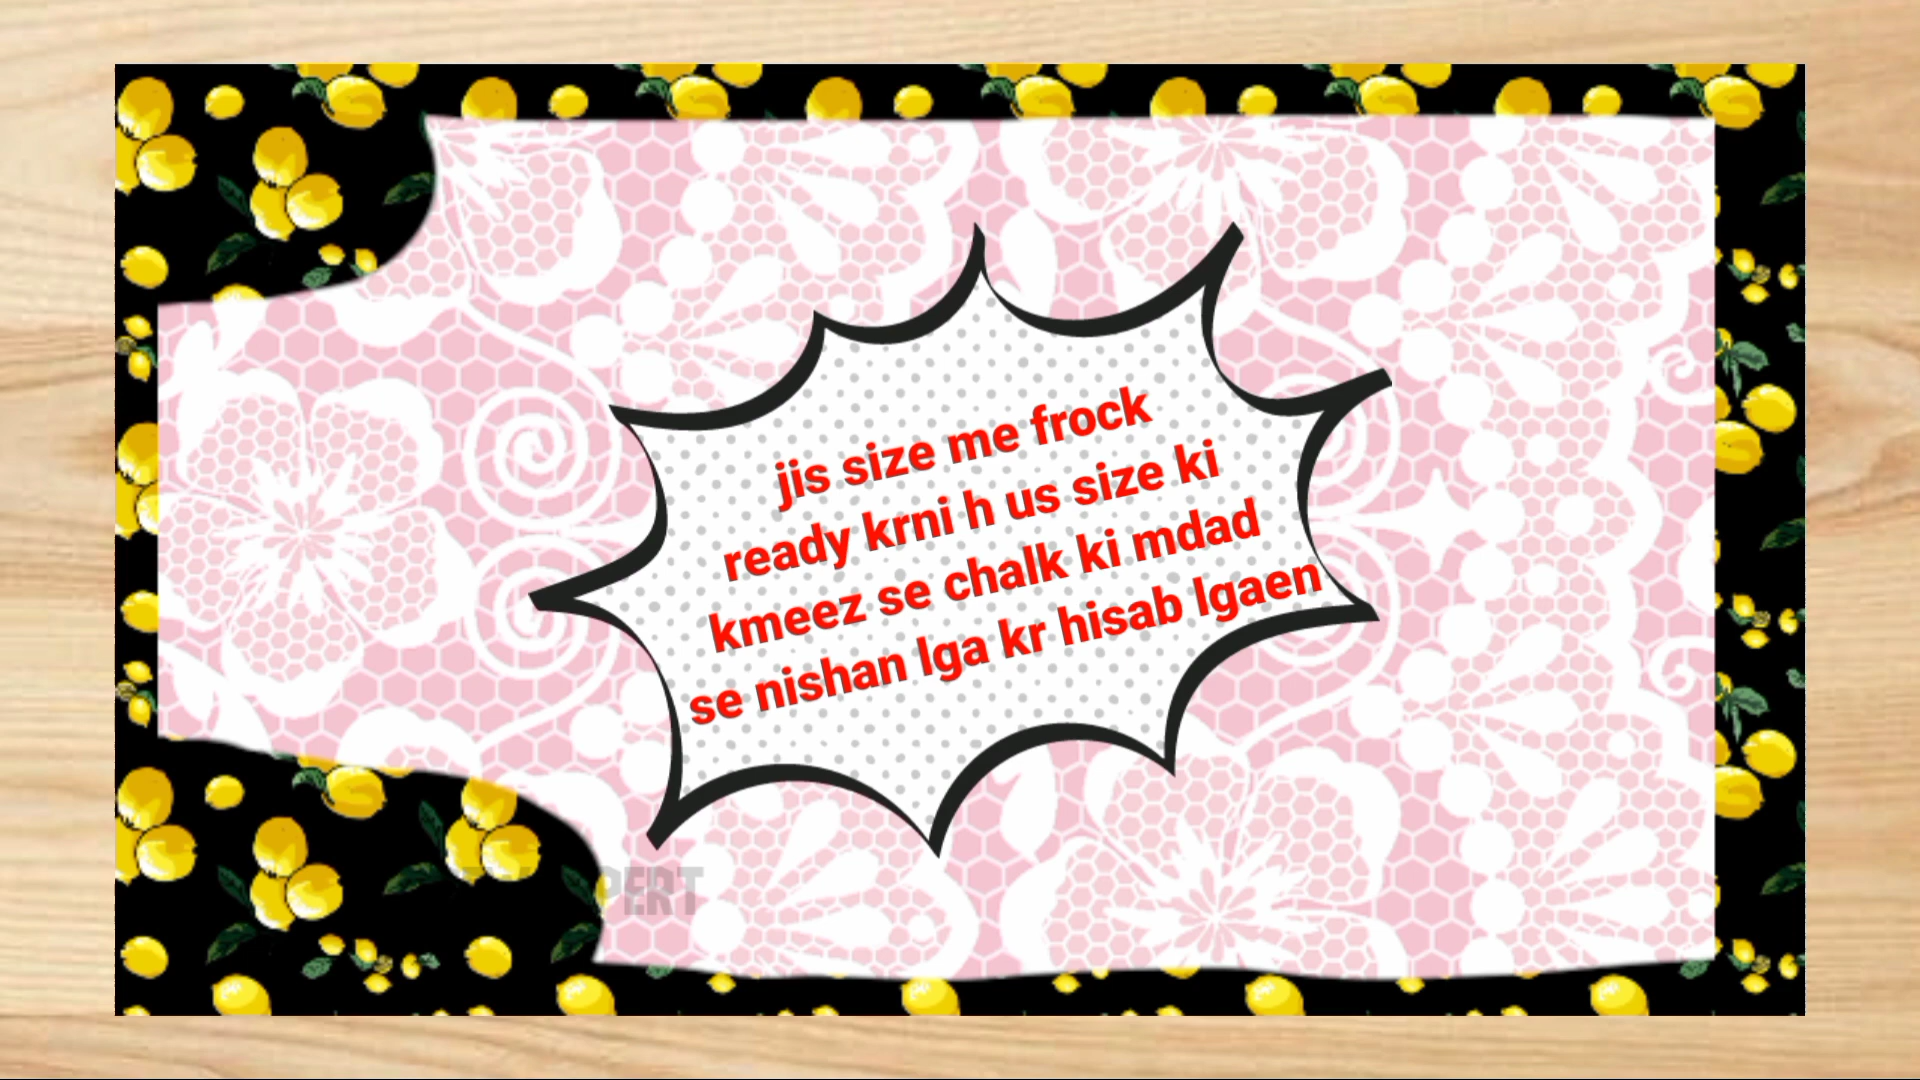 jis size me frock
ready krni h us size ki
kmeez se chalk ki mdad
se nishan lga kr hisab lgaen